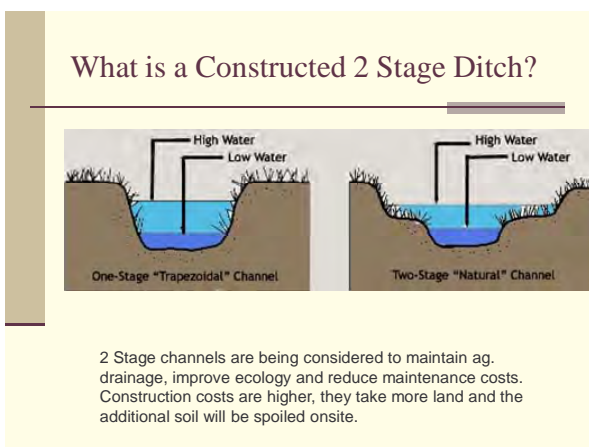 What is a Constructed 2 Stage Ditch?
High Water
Low Water
One-Stage "Trapezoidal" Channel
High Water
Low Water
Two-Stage "Natural" Channel
2 Stage channels are being considered to maintain ag.
drainage, improve ecology and reduce maintenance costs.
Construction costs are higher, they take more land and the
additional soil will be spoiled onsite.